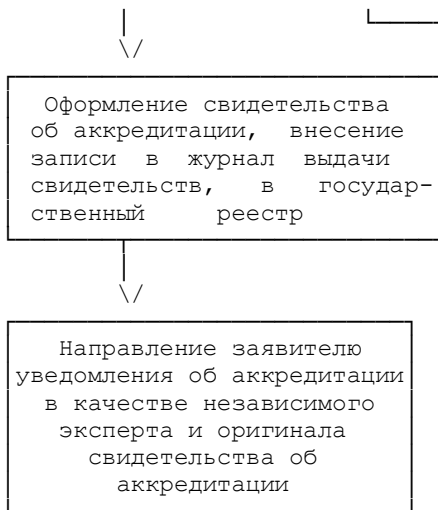 Оформление свидетельства
об аккредитации, внесение
записи в журнал выдачи
свидетельств, в государ-
ственный реестр
Направление заявителю
уведомления об аккредитации
в качестве независимого
эксперта и оригинала
свидетельства об
аккредитации